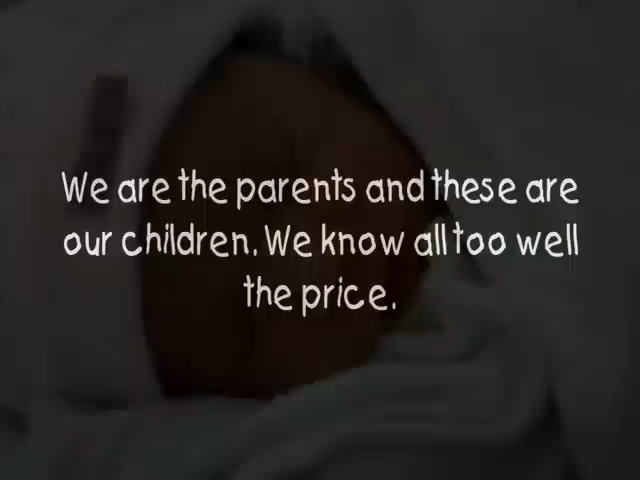 We are the parents and these are
our children. We know all too well
the price.